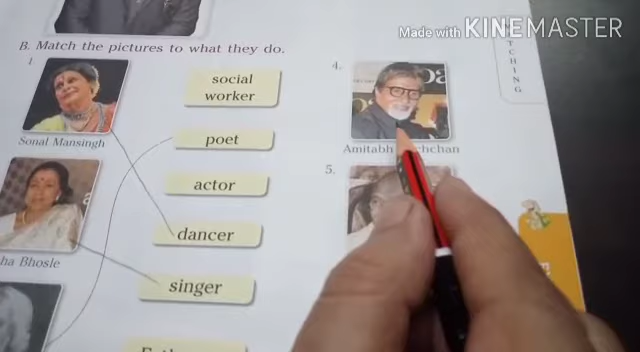 Made with KINEMASTER
B. Match the pictures to what they do.
TCHING
1
social
worker
4.
Sonal Mansingh
poet
Amitabh chchan
5.
actor
dancer
ha Bhosle
singer